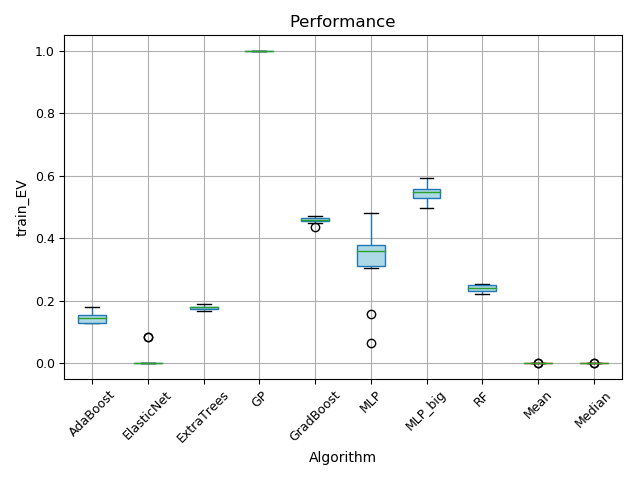 Performance
train_EV
1.0
0.8
0.6
0.4
0.2
0.0
AdaBoost
ElasticNet
ExtraTrees
GP
GradBoost
MLP
MLP_big
RF
Mean
Median
Algorithm